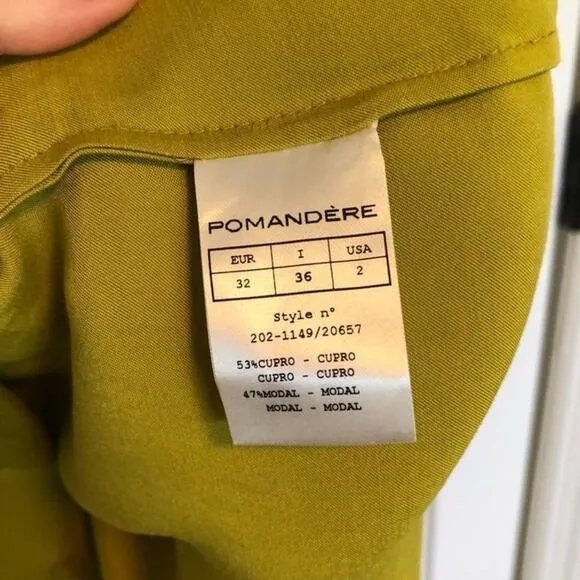 POMANDÈRE
EUR I USA
32 36 2
Style n°
202-1149/20657
53%CUPRO - CUPRO
CUPRO - CUPRO
47%MODAL - MODAL
MODAL - MODAL